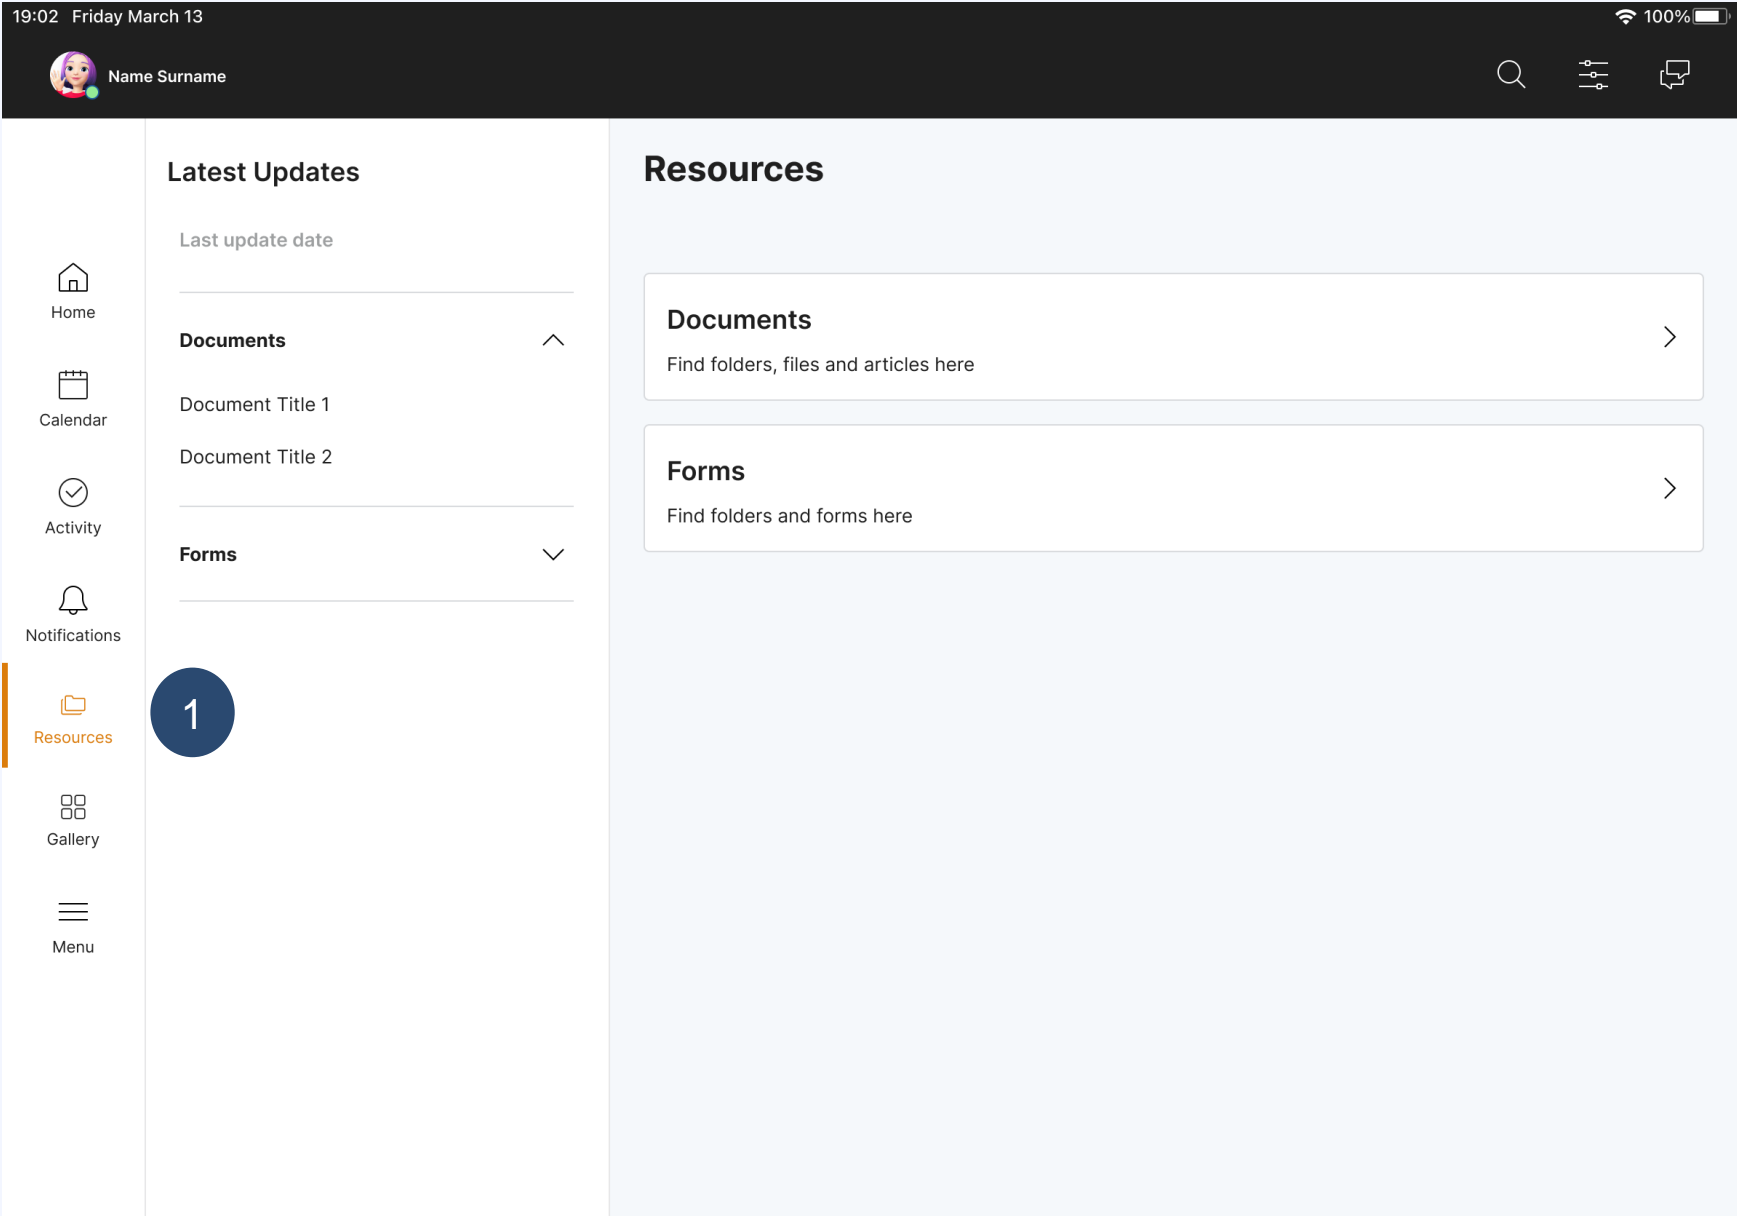 19:02 Friday March 13
100%
Name Surname
Home
Calendar
Activity
Notifications
Resources
Gallery
Menu
Latest Updates
Last update date
Documents
Document Title 1
Document Title 2
Forms
1
Resources
Documents
Find folders, files and articles here
Forms
Find folders and forms here